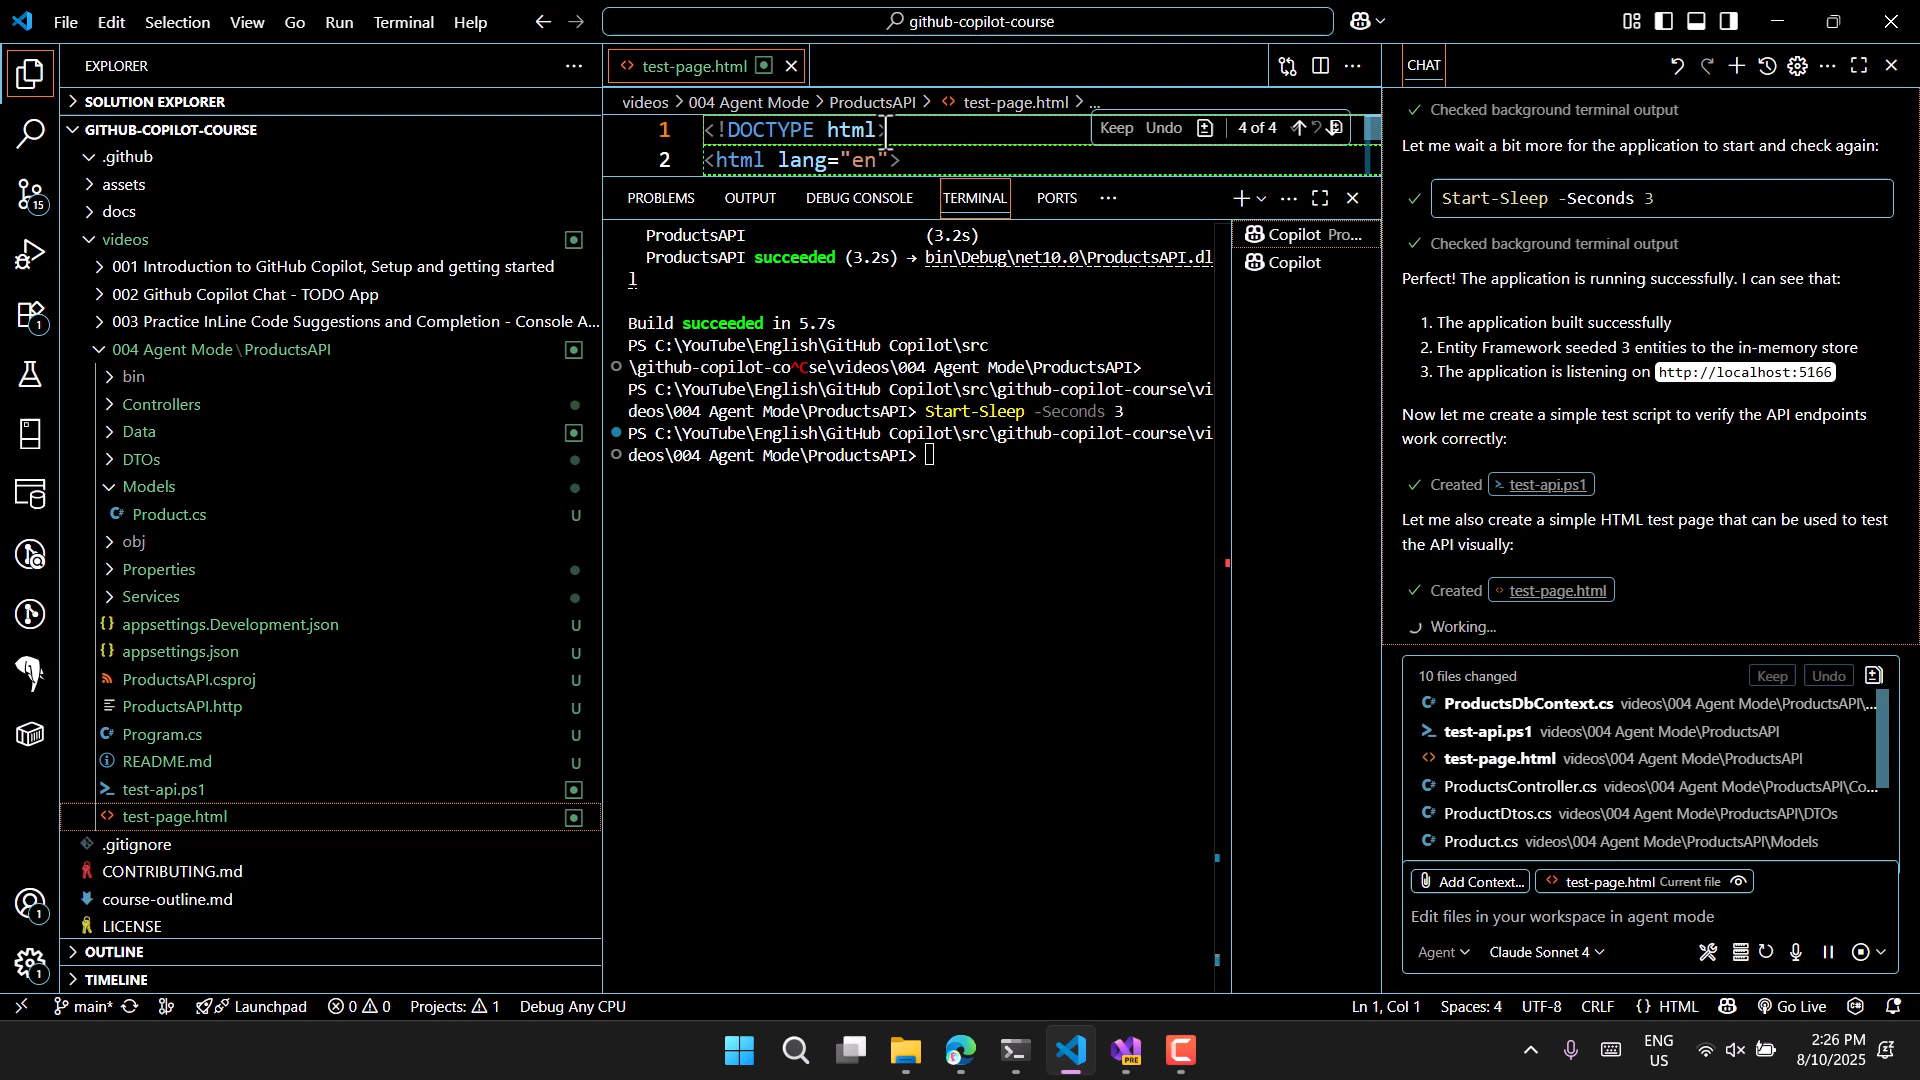 File Edit Selection View Go Run Terminal Help
github-copilot-course
EXPLORER
SOLUTION EXPLORER
GITHUB-COPILOT-COURSE
.github
assets
docs
videos
001 Introduction to GitHub Copilot, Setup and getting started
002 Github Copilot Chat - TODO App
003 Practice InLine Code Suggestions and Completion - Console A...
004 Agent Mode\ProductsAPI
bin
Controllers
Data
DTOs
Models
Product.cs U
obj
Properties
Services
appsettings.Development.json U
appsettings.json U
ProductsAPI.csproj U
ProductsAPI.http U
Program.cs U
README.md U
test-api.ps1
test-page.html
.gitignore
CONTRIBUTING.md
course-outline.md
LICENSE
OUTLINE
TIMELINE
15
1
1
1
test-page.html
videos > 004 Agent Mode > ProductsAPI > test-page.html > ...
1 <!DOCTYPE html>
2 <html lang="en">
Keep Undo 4 of 4
PROBLEMS OUTPUT DEBUG CONSOLE TERMINAL PORTS
ProductsAPI (3.2s)
ProductsAPI succeeded (3.2s) → bin\Debug\net10.0\ProductsAPI.dl
l
Build succeeded in 5.7s
PS C:\YouTube\English\GitHub Copilot\src
\github-copilot-co^Cse\videos\004 Agent Mode\ProductsAPI>
PS C:\YouTube\English\GitHub Copilot\src\github-copilot-course\vi
deos\004 Agent Mode\ProductsAPI> Start-Sleep -Seconds 3
PS C:\YouTube\English\GitHub Copilot\src\github-copilot-course\vi
deos\004 Agent Mode\ProductsAPI>
Copilot Pro...
Copilot
CHAT
Checked background terminal output
Let me wait a bit more for the application to start and check again:
Start-Sleep -Seconds 3
Checked background terminal output
Perfect! The application is running successfully. I can see that:
1. The application built successfully
2. Entity Framework seeded 3 entities to the in-memory store
3. The application is listening on http://localhost:5166
Now let me create a simple test script to verify the API endpoints
work correctly:
Created test-api.ps1
Let me also create a simple HTML test page that can be used to test
the API visually:
Created test-page.html
Working...
10 files changed Keep Undo
ProductsDbContext.cs videos\004 Agent Mode\ProductsAPI\...
test-api.ps1 videos\004 Agent Mode\ProductsAPI
test-page.html videos\004 Agent Mode\ProductsAPI
ProductsController.cs videos\004 Agent Mode\ProductsAPI\Co...
ProductDtos.cs videos\004 Agent Mode\ProductsAPI\DTOs
Product.cs videos\004 Agent Mode\ProductsAPI\Models
Add Context... test-page.html Current file
Edit files in your workspace in agent mode
Agent Claude Sonnet 4
main* Launchpad 0 0 Projects: 1 Debug Any CPU
Ln 1, Col 1 Spaces: 4 UTF-8 CRLF {} HTML Go Live
PRE
ENG
US
2:26 PM
8/10/2025